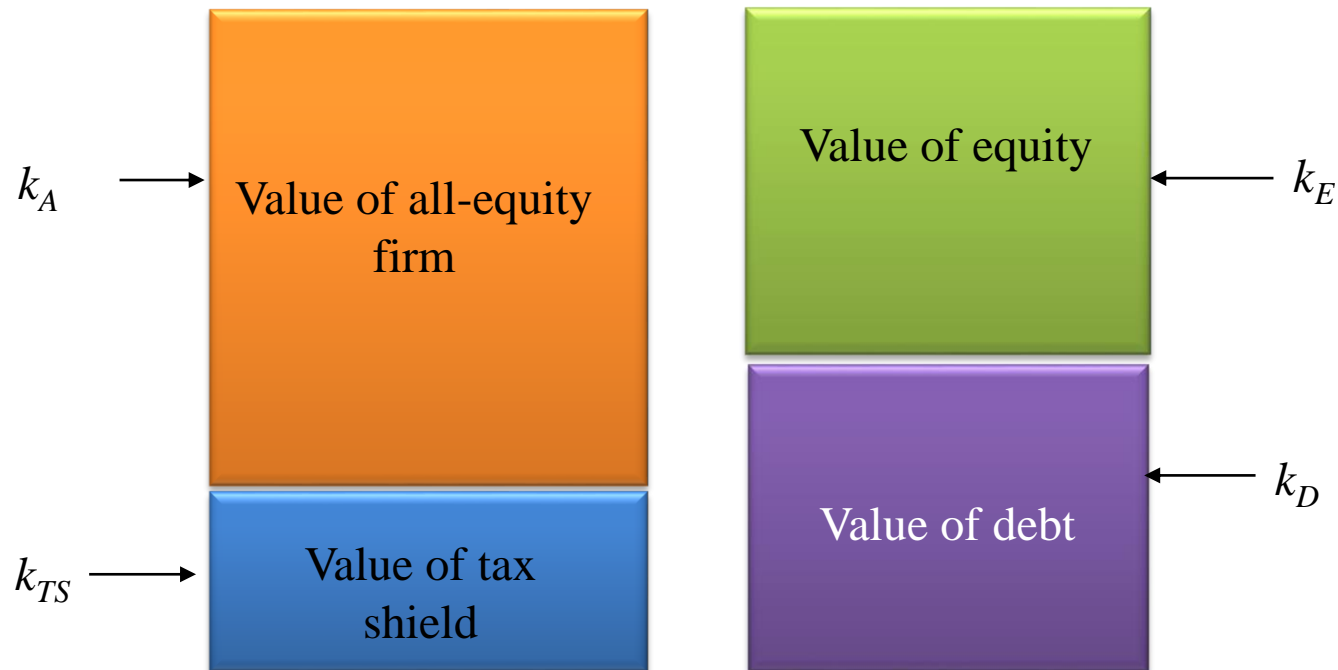 k_A
Value of all-equity
firm
k_TS
Value of tax
shield
Value of equity
k_E
Value of debt
k_D